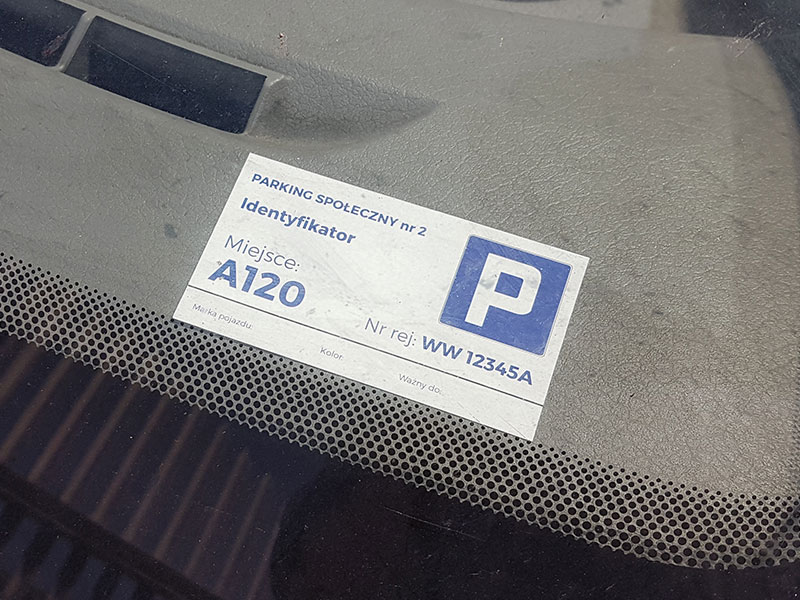 PARKING SPOŁECZNY nr 2
Identyfikator
Miejsce:
A120
P
Nr rej: WW 12345A
Marka pojazdu:
Kolor:
Ważny do: